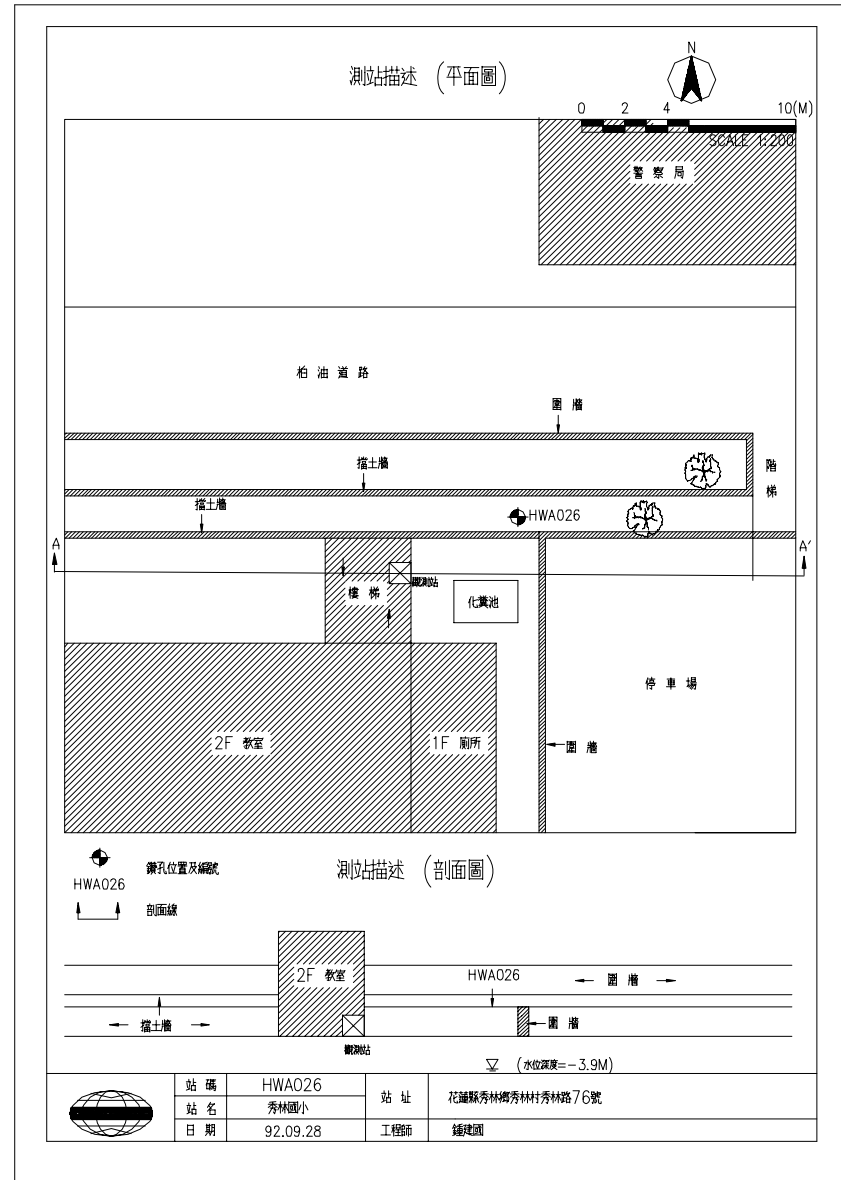 測站描述 (平面圖)
N
0 2 4 10(M)
SCALE 1:200
警察局
柏油道路
圍牆
擋土牆
階梯
擋土牆
HWA026
A A'
觀測站
樓梯
化糞池
停車場
2F 教室
1F 廁所
圍牆
HWA026
鑽孔位置及編號
剖面線
測站描述 (剖面圖)
2F 教室
HWA026
圍牆
擋土牆
圍牆
觀測站
(水位深度=-3.9M)
站碼 HWA026 站址 花蓮縣秀林鄉秀林村秀林路76號
站名 秀林國小
日期 92.09.28 工程師 鍾建國